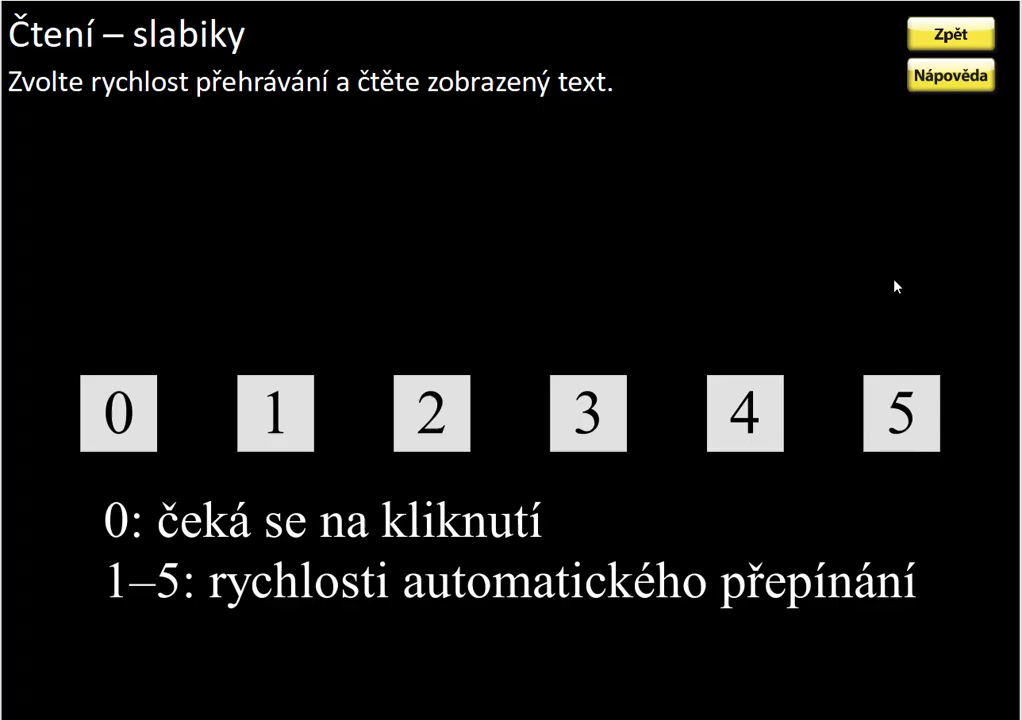 Čtení – slabiky
Zpět
Zvolte rychlost přehrávání a čtěte zobrazený text.
Nápověda
0 1 2 3 4 5
0: čeká se na kliknutí
1–5: rychlosti automatického přepínání